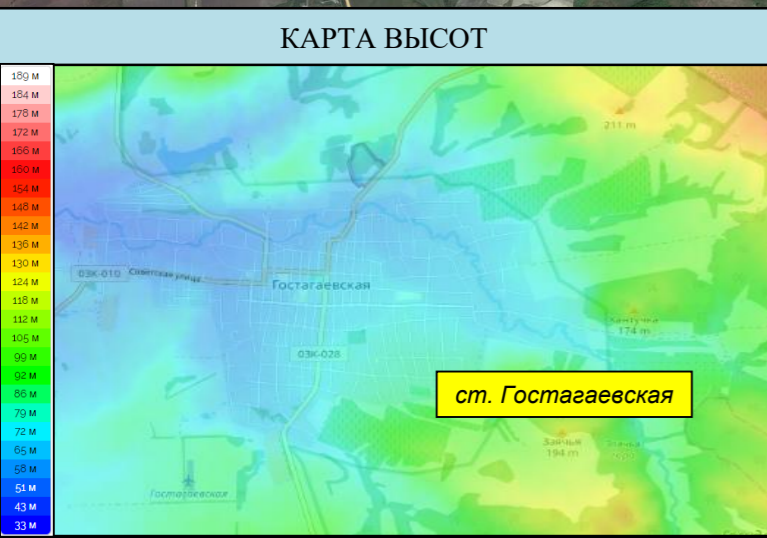 КАРТА ВЫСОТ
189 м
184 м
178 м
172 м
166 м
160 м
154 м
148 м
142 м
136 м
130 м
124 м
118 м
112 м
105 м
99 м
92 м
86 м
79 м
72 м
65 м
58 м
51 м
43 м
33 м
211 m
03К-010
Советская улица
Гостагаевская
Хантучка
174 m
03К-028
ст. Гостагаевская
Заячья
194 m
Гостагаевская